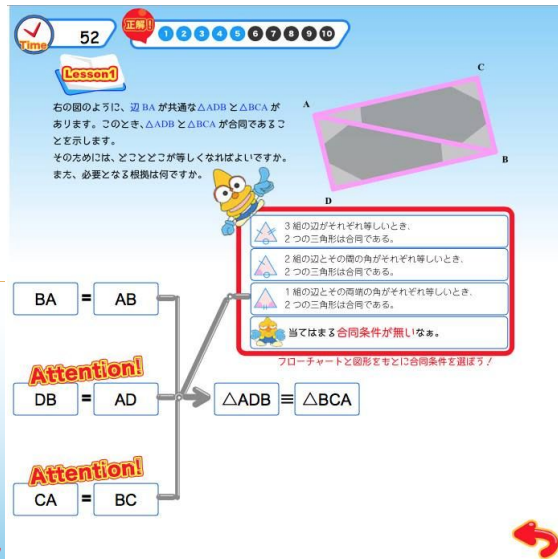 Time
52
正解!!
1 2 3 4 5 6 7 8 9 10
Lesson1
右の図のように、辺 BA が共通な△ADB と△BCA が
あります。このとき、△ADB と△BCA が合同であるこ
とを示します。
そのためには、どことどこが等しくなればよいですか。
また、必要となる根拠は何ですか。
A
C
B
D
3 組の辺がそれぞれ等しいとき、
2 つの三角形は合同である。
2 組の辺とその間の角がそれぞれ等しいとき、
2 つの三角形は合同である。
1 組の辺とその両端の角がそれぞれ等しいとき、
2 つの三角形は合同である。
当てはまる合同条件が無いなぁ。
フローチャートと図形をもとに合同条件を選ぼう!
BA = AB
Attention!
DB = AD
△ADB ≡ △BCA
Attention!
CA = BC